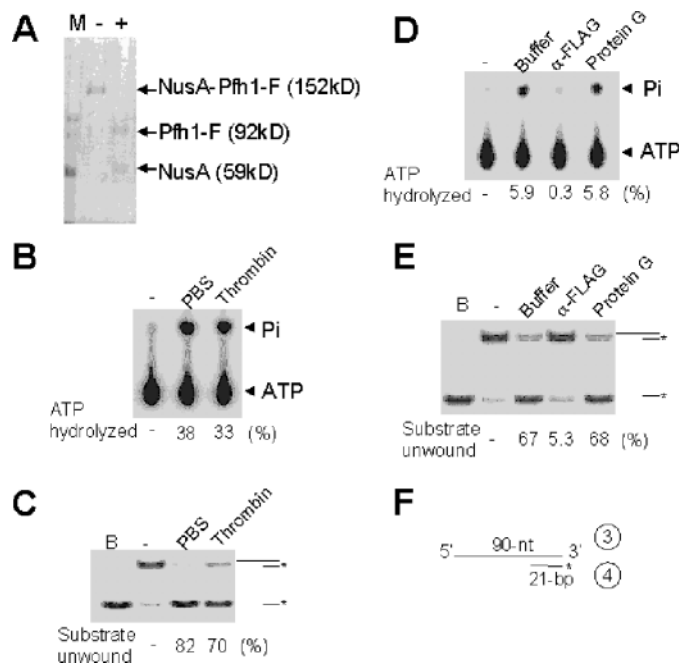 A
M - +
NusA-Pfh1-F (152kD)
Pfh1-F (92kD)
NusA (59kD)
B
- PBS Thrombin
Pi
ATP
ATP hydrolyzed - 38 33 (%)
C
B - PBS Thrombin
*
*
Substrate unwound - 82 70 (%)
D
- Buffer α-FLAG Protein G
Pi
ATP
ATP hydrolyzed - 5.9 0.3 5.8 (%)
E
B - Buffer α-FLAG Protein G
*
*
Substrate unwound - 67 5.3 68 (%)
F
5' 90-nt 3' 3
*
21-bp 4